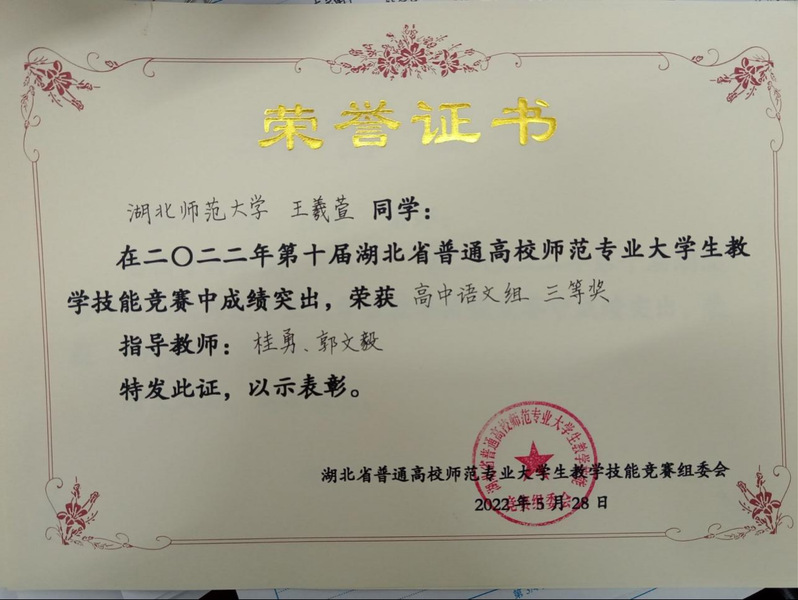 荣誉证书
湖北师范大学 王羲萱 同学：
在二〇二二年第十届湖北省普通高校师范专业大学生教
学技能竞赛中成绩突出，荣获 高中语文组 三等奖
指导教师： 桂勇、郭文毅
特发此证，以示表彰。
湖北省普通高校师范专业大学生教学技能竞赛组委会
2022年5月28日